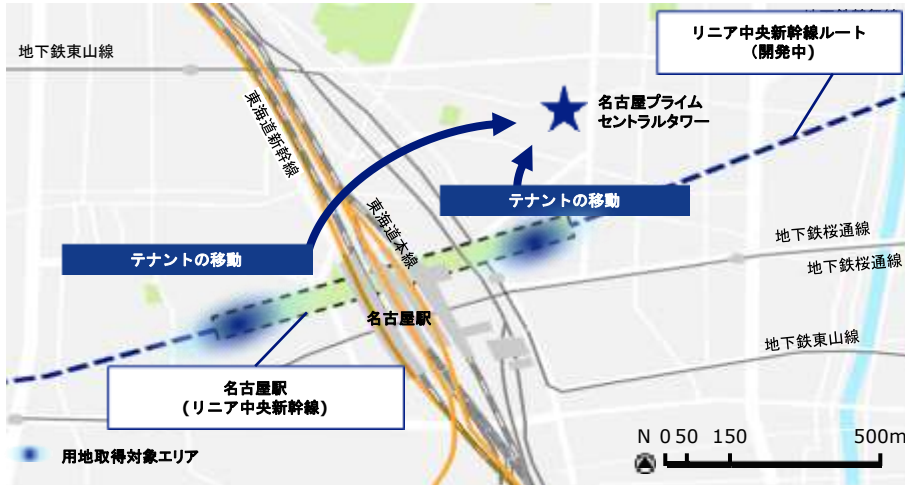 地下鉄東山線
リニア中央新幹線ルート
(開発中)
東海道新幹線
名古屋プライム
セントラルタワー
テナントの移動
東海道本線
テナントの移動
地下鉄桜通線
地下鉄桜通線
名古屋駅
地下鉄東山線
名古屋駅
(リニア中央新幹線)
用地取得対象エリア
N 0 50 150 500m